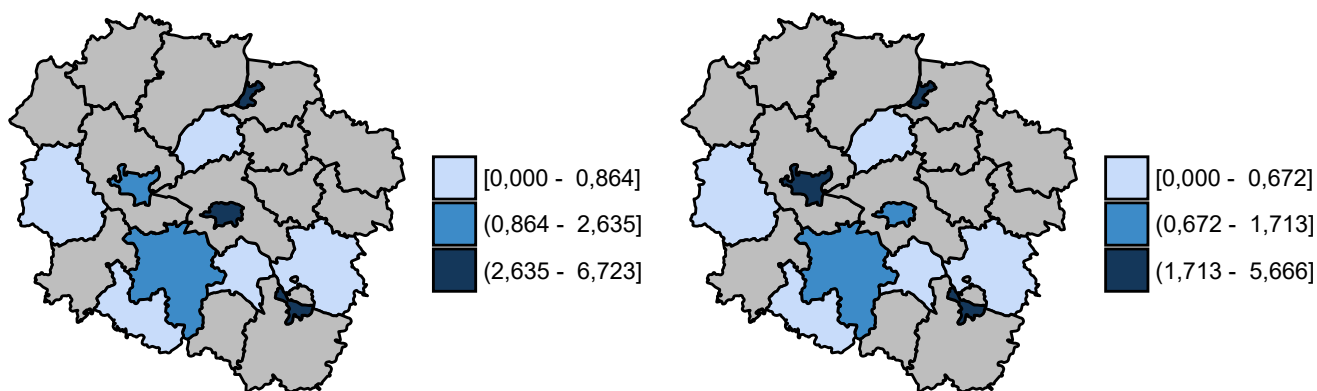 [0,000 - 0,864]
(0,864 - 2,635]
(2,635 - 6,723]
[0,000 - 0,672]
(0,672 - 1,713]
(1,713 - 5,666]